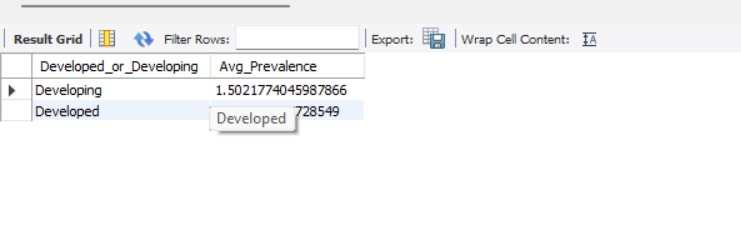 Result Grid Filter Rows: Export: Wrap Cell Content:
Developed_or_Developing Avg_Prevalence
Developing 1.5021774045987866
Developed 728549
Developed